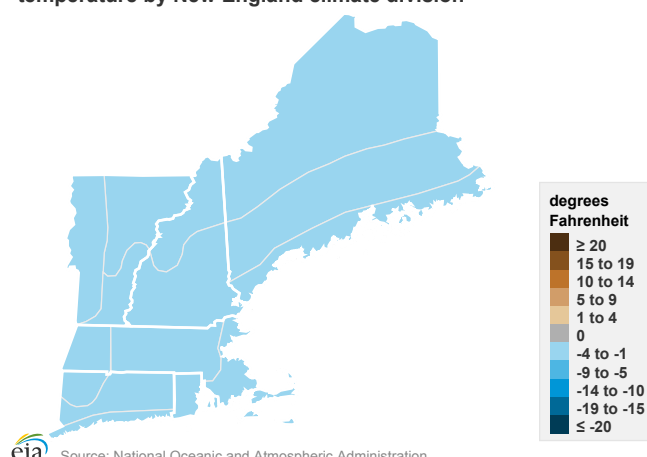 temperature by New England climate division
degrees
Fahrenheit
≥ 20
15 to 19
10 to 14
5 to 9
1 to 4
0
-4 to -1
-9 to -5
-14 to -10
-19 to -15
≤ -20
eia
Source: National Oceanic and Atmospheric Administration